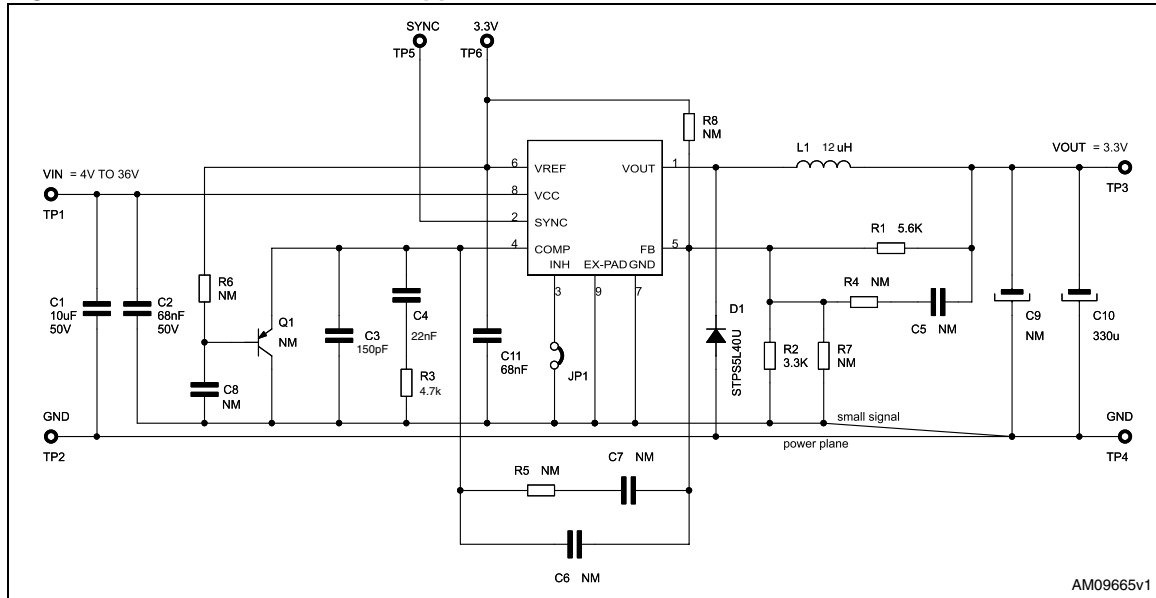 SYNC
TP5
3.3V
TP6
R8
NM
L1 12 uH
VOUT = 3.3V
TP3
VIN = 4V TO 36V
TP1
6
VREF
VOUT
1
8
VCC
2
SYNC
4
COMP
FB
5
INH
EX-PAD
GND
3
9
7
R1 5.6K
R4 NM
C5 NM
C1
10uF
50V
C2
68nF
50V
R6
NM
Q1
NM
C8
NM
C3
150pF
C4
22nF
R3
4.7k
C11
68nF
JP1
D1
STPS5L40U
R2
3.3K
R7
NM
C9
NM
C10
330u
GND
TP2
small signal
power plane
GND
TP4
R5 NM
C7 NM
C6 NM
AM09665v1